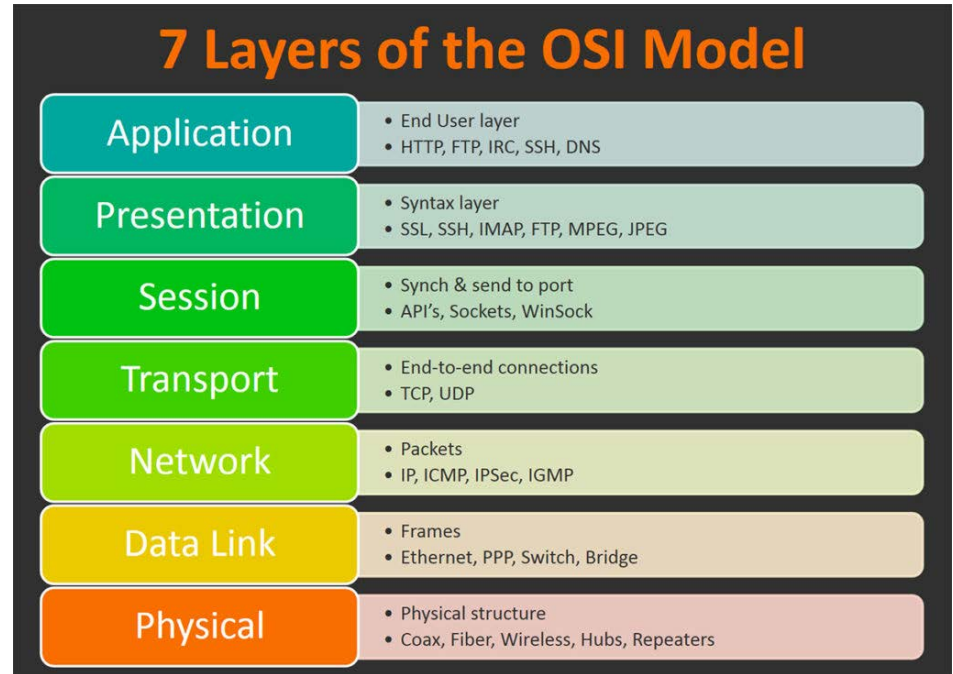 7 Layers of the OSI Model
Application
• End User layer
• HTTP, FTP, IRC, SSH, DNS
Presentation
• Syntax layer
• SSL, SSH, IMAP, FTP, MPEG, JPEG
Session
• Synch & send to port
• API's, Sockets, WinSock
Transport
• End-to-end connections
• TCP, UDP
Network
• Packets
• IP, ICMP, IPSec, IGMP
Data Link
• Frames
• Ethernet, PPP, Switch, Bridge
Physical
• Physical structure
• Coax, Fiber, Wireless, Hubs, Repeaters